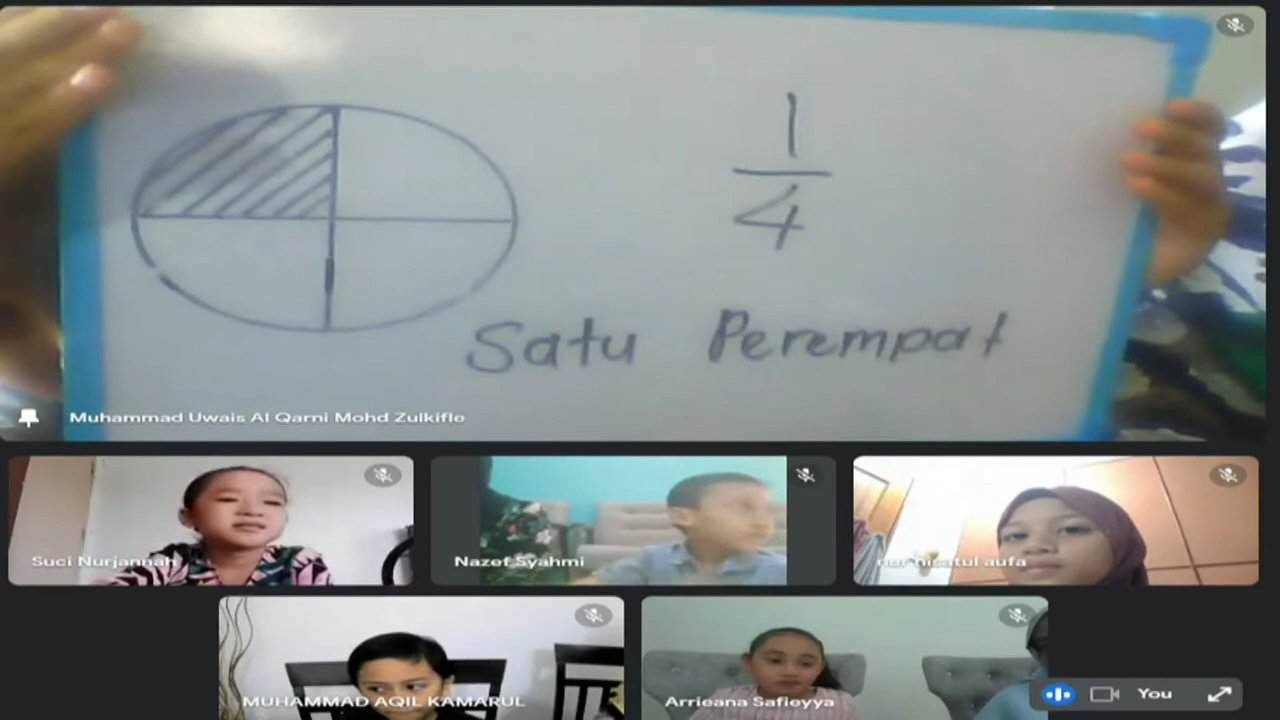 1
4
Satu Perempat
Muhammad Uwais Al Qarni Mohd Zulkifle
Suci Nurjannah
Nazef Syahmi
aufa
MUHAMMAD AQIL KAMARUL
Arrieana Safieyya
You